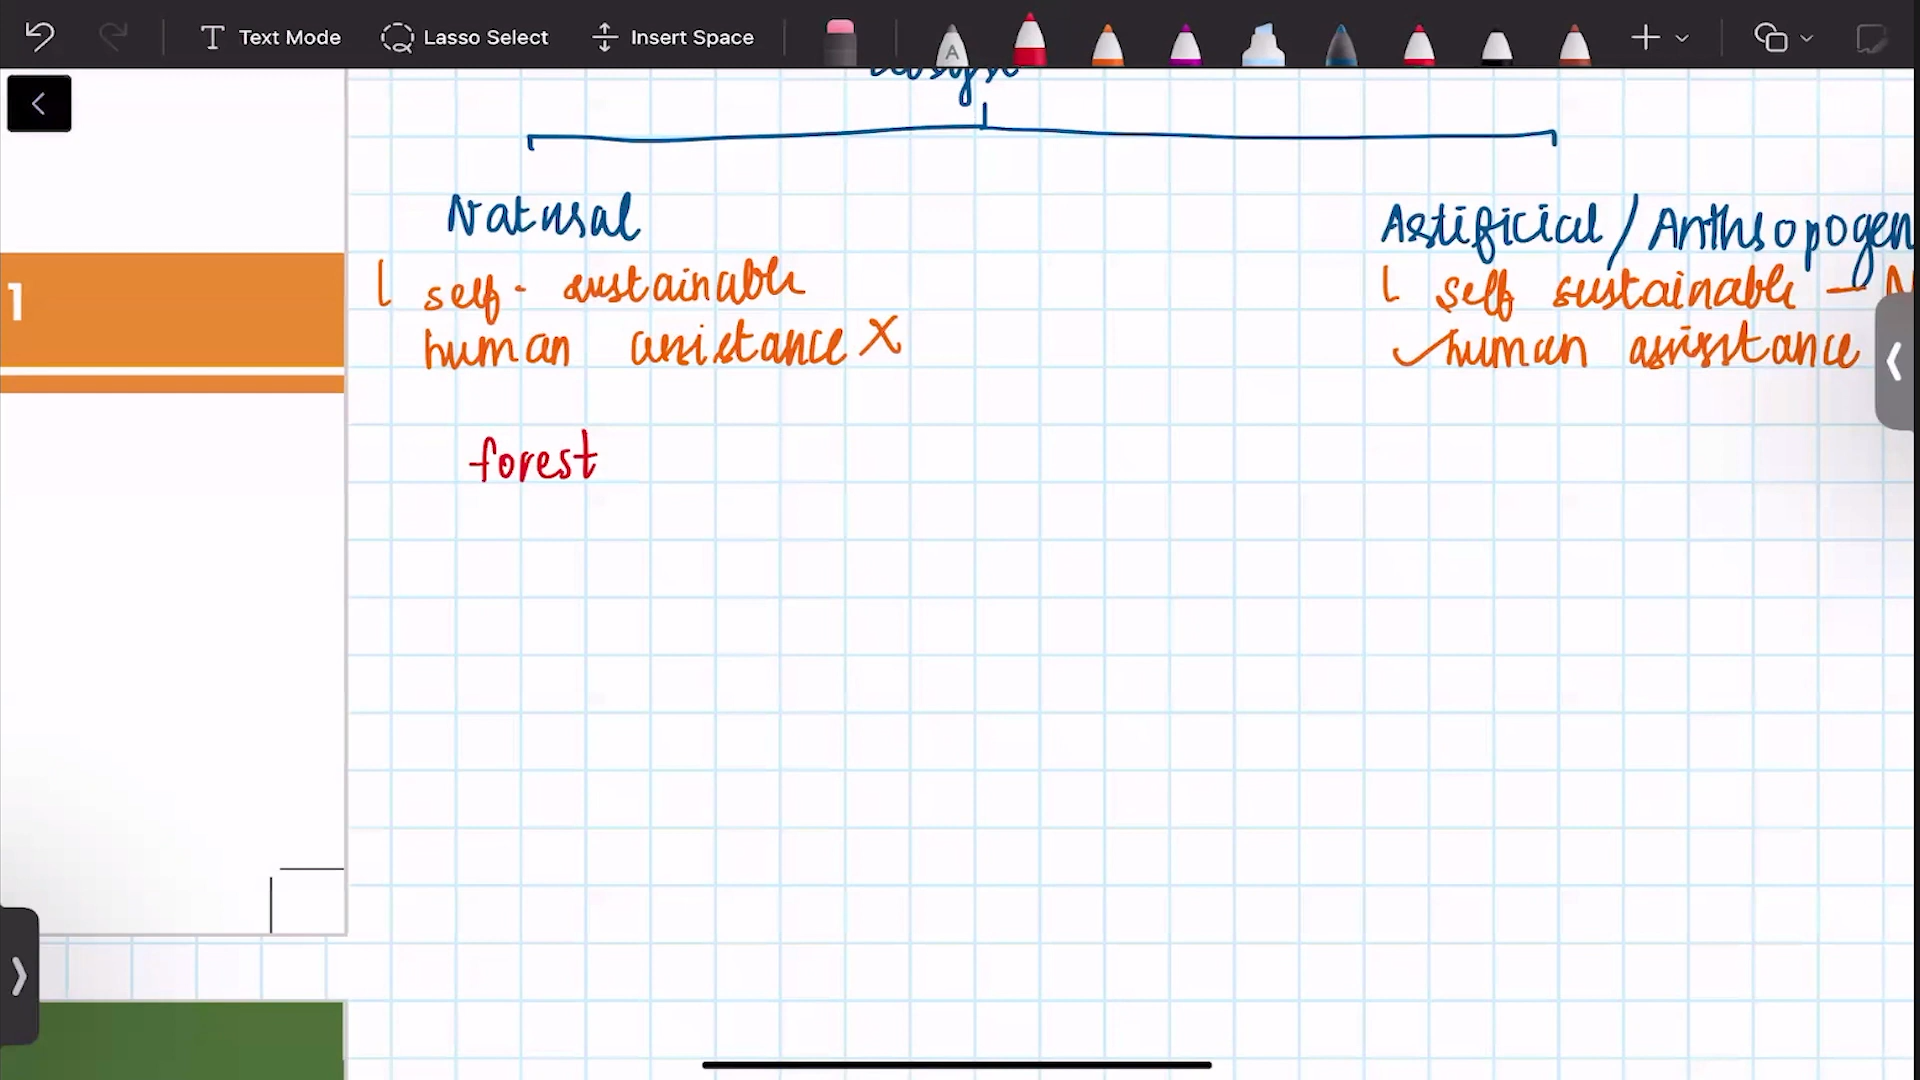 Text Mode Lasso Select Insert Space
A
Natural Artificial / Anthropogen
1
self- sustainable self sustainable — N
human assistance X human assistance
forest